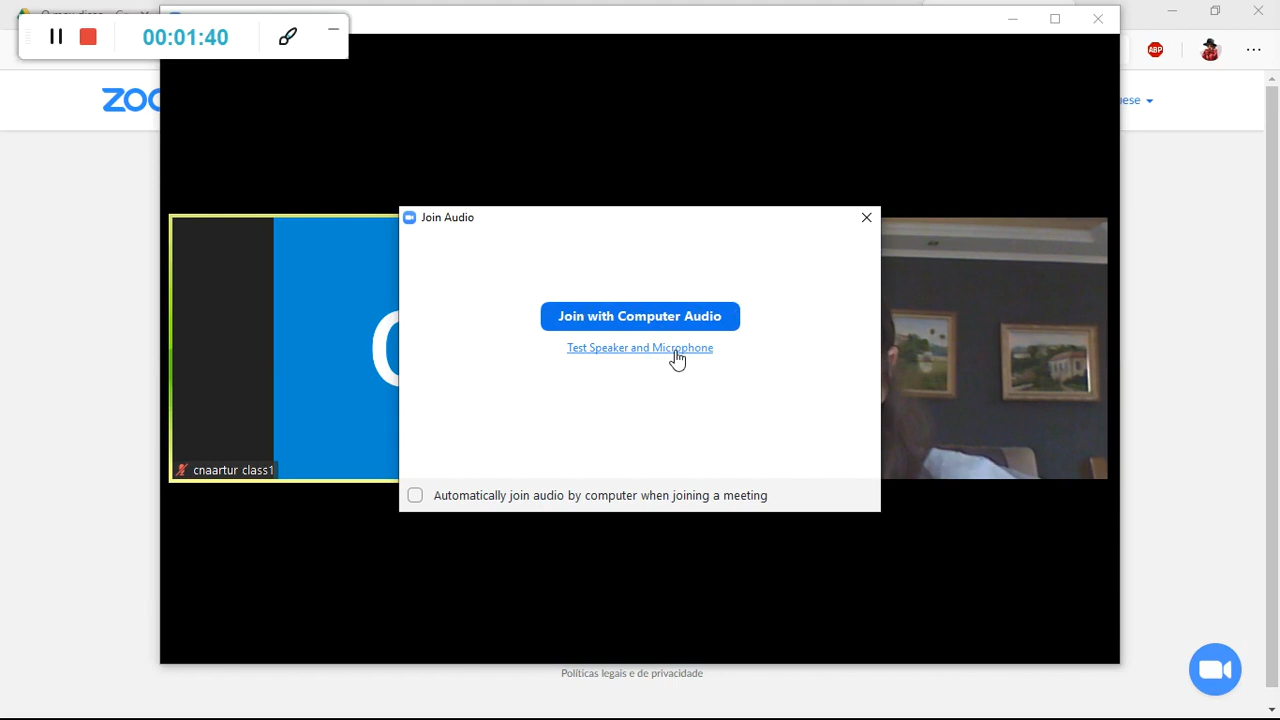 00:01:40
ABP
ZOO
ese
Join Audio
Join with Computer Audio
Test Speaker and Microphone
cnaartur class1
Automatically join audio by computer when joining a meeting
Políticas legais e de privacidade